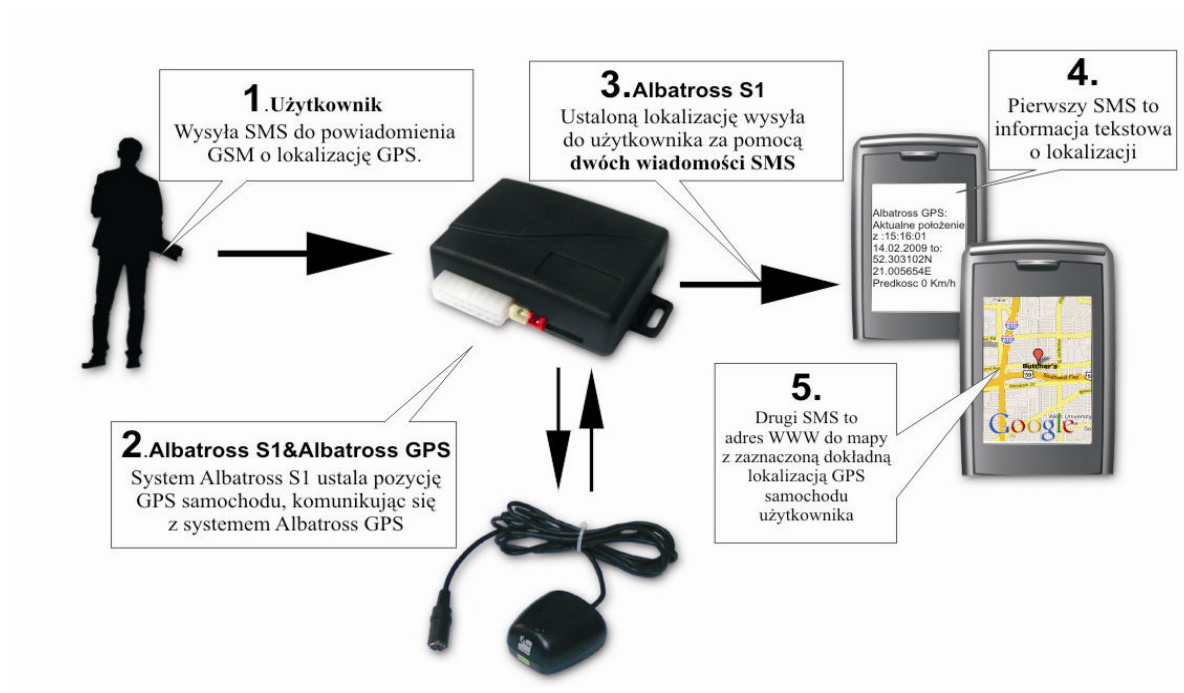 1.Użytkownik
Wysyła SMS do powiadomienia
GSM o lokalizację GPS.
2.Albatross S1&Albatross GPS
System Albatross S1 ustala pozycję
GPS samochodu, komunikując się
z systemem Albatross GPS
3.Albatross S1
Ustaloną lokalizację wysyła
do użytkownika za pomocą
dwóch wiadomości SMS
4.
Pierwszy SMS to
informacja tekstowa
o lokalizacji
Albatross GPS:
Aktualne położenie
z :15:16:01
14.02.2009 to:
52.303102N
21.005654E
Predkosc 0 Km/h
5.
Drugi SMS to
adres WWW do mapy
z zaznaczoną dokładną
lokalizacją GPS
samochodu
użytkownika
Butcher's
Google